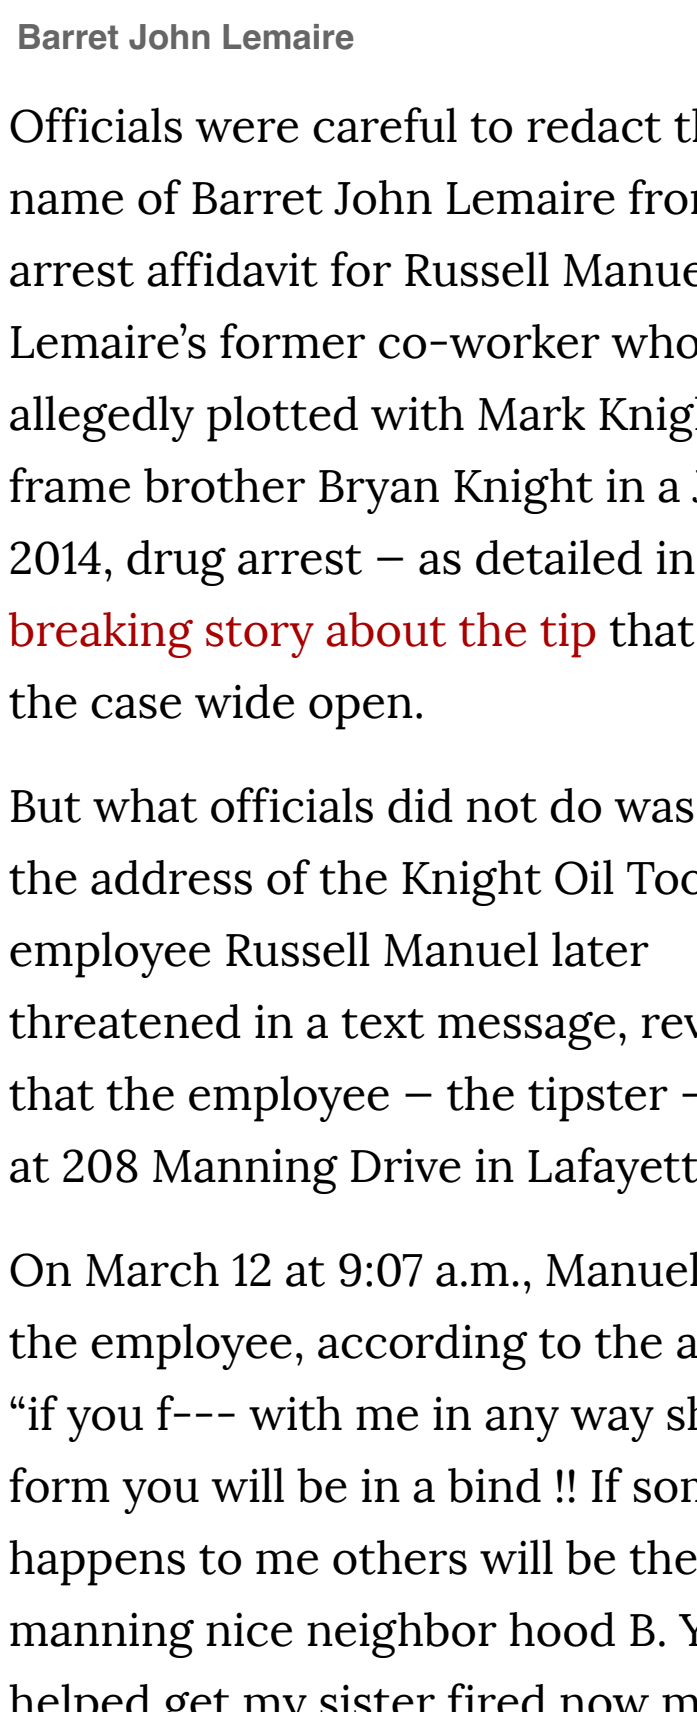 Barret John Lemaire
Officials were careful to redact
name of Barret John Lemaire
arrest affidavit for Russell
Lemaire’s former co-worker who
allegedly plotted with Mark
frame brother Bryan Knight in a
2014, drug arrest — as detailed in
breaking story about the tip that
the case wide open.
But what officials did not do was
the address of the Knight Oil
employee Russell Manuel later
threatened in a text message,
that the employee — the tipster
at 208 Manning Drive in
On March 12 at 9:07 a.m., Manuel
the employee, according to the
“if you f--- with me in any way
form you will be in a bind !! If
happens to me others will be
manning nice neighbor hood B.
helped get my sister fired now